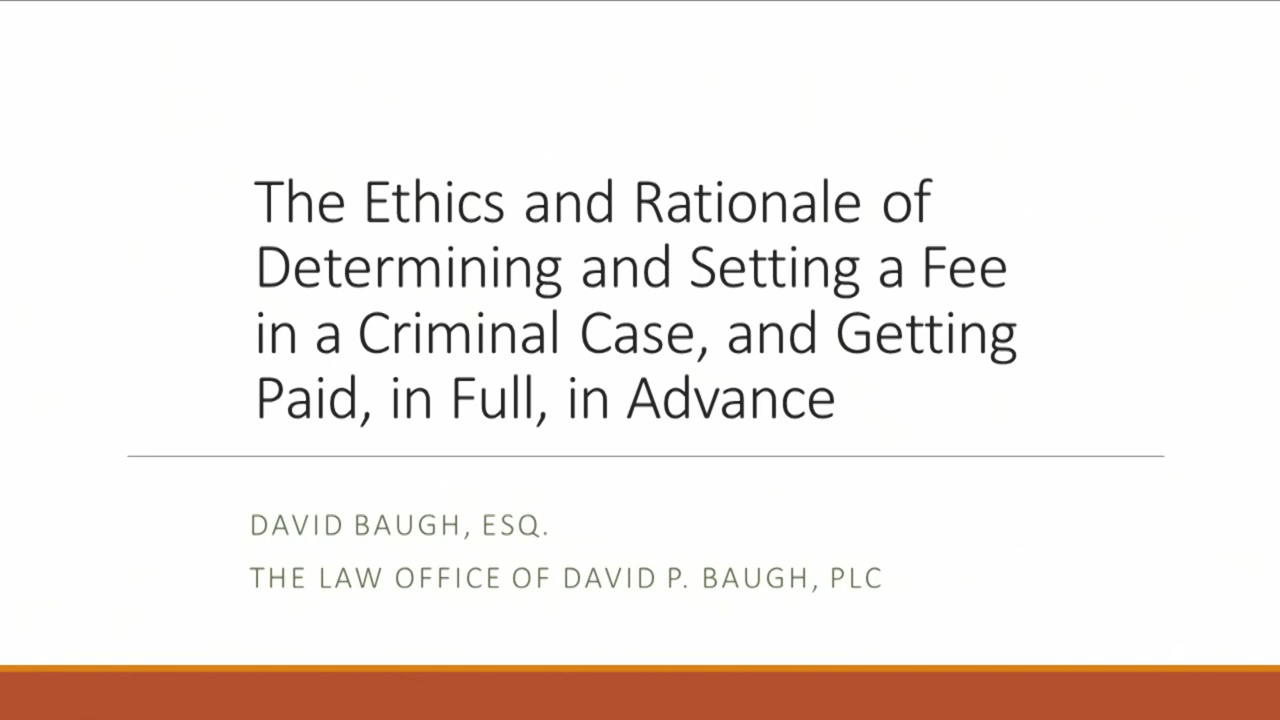 The Ethics and Rationale of
Determining and Setting a Fee
in a Criminal Case, and Getting
Paid, in Full, in Advance
DAVID BAUGH, ESQ.
THE LAW OFFICE OF DAVID P. BAUGH, PLC